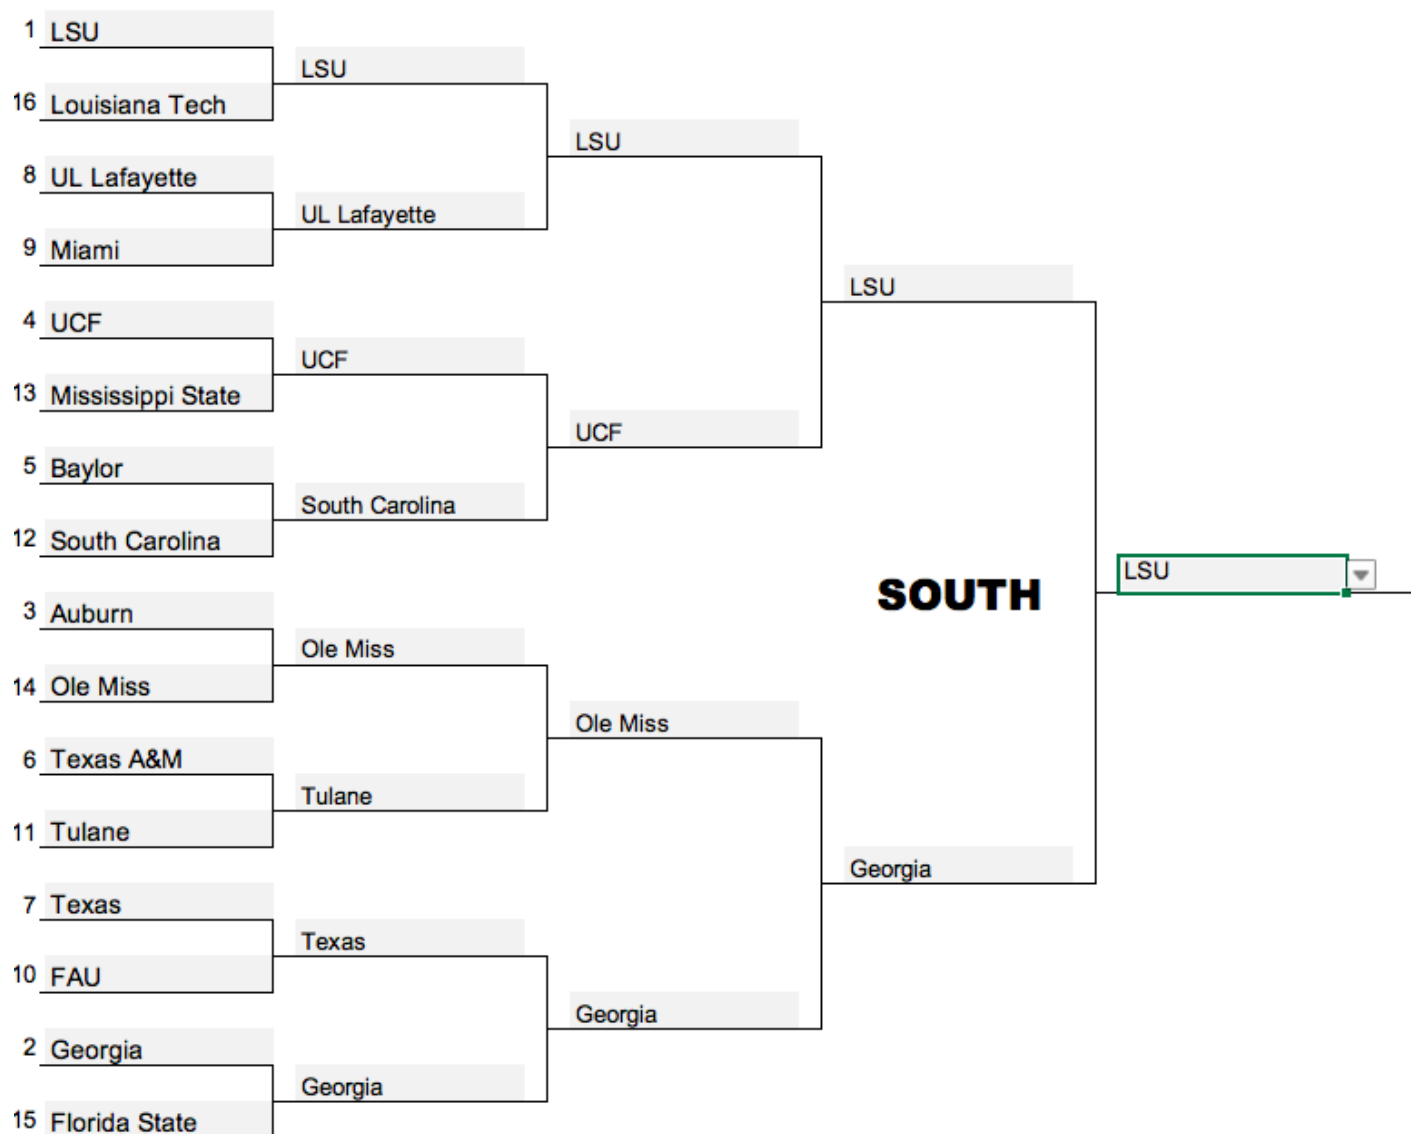 1 LSU
16 Louisiana Tech
8 UL Lafayette
9 Miami
4 UCF
13 Mississippi State
5 Baylor
12 South Carolina
3 Auburn
14 Ole Miss
6 Texas A&M
11 Tulane
7 Texas
10 FAU
2 Georgia
15 Florida State
LSU
UL Lafayette
UCF
South Carolina
Ole Miss
Tulane
Texas
Georgia
LSU
UCF
Ole Miss
Georgia
LSU
Georgia
SOUTH
LSU